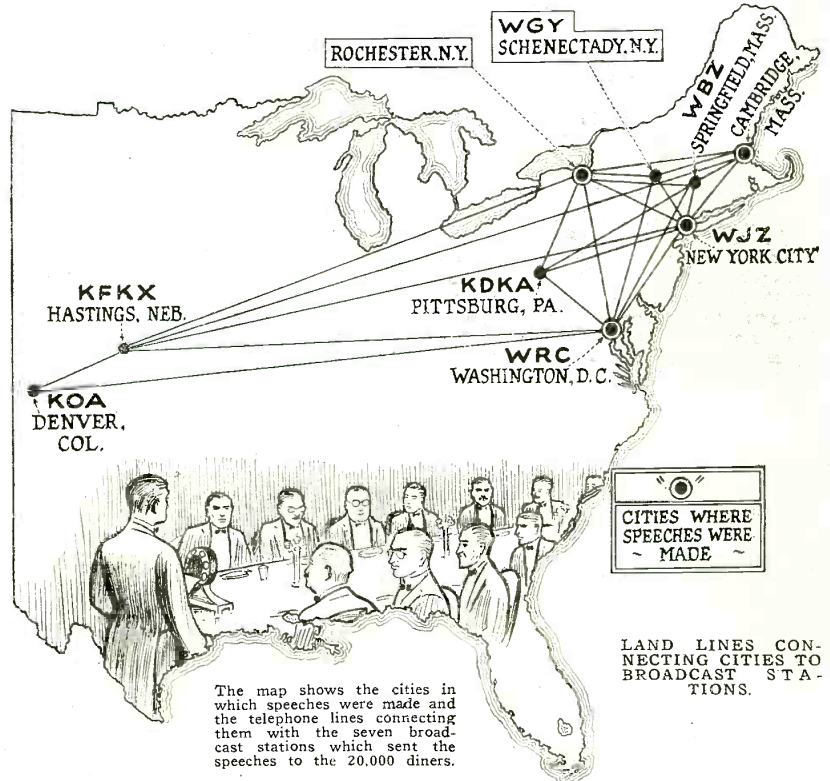 ROCHESTER.N.Y.
WGY
SCHENECTADY, N.Y.
WBZ
SPRINGFIELD, MASS.
CAMBRIDGE,
MASS.
WJZ
NEW YORK CITY
KDKA
PITTSBURG, PA.
KFKX
HASTINGS, NEB.
WRC
WASHINGTON, D.C.
KOA
DENVER,
COL.
CITIES WHERE
SPEECHES WERE
~ MADE ~
LAND LINES CON-
NECTING CITIES TO
BROADCAST STA-
TIONS.
The map shows the cities in
which speeches were made and
the telephone lines connecting
them with the seven broad-
cast stations which sent the
speeches to the 20,000 diners.